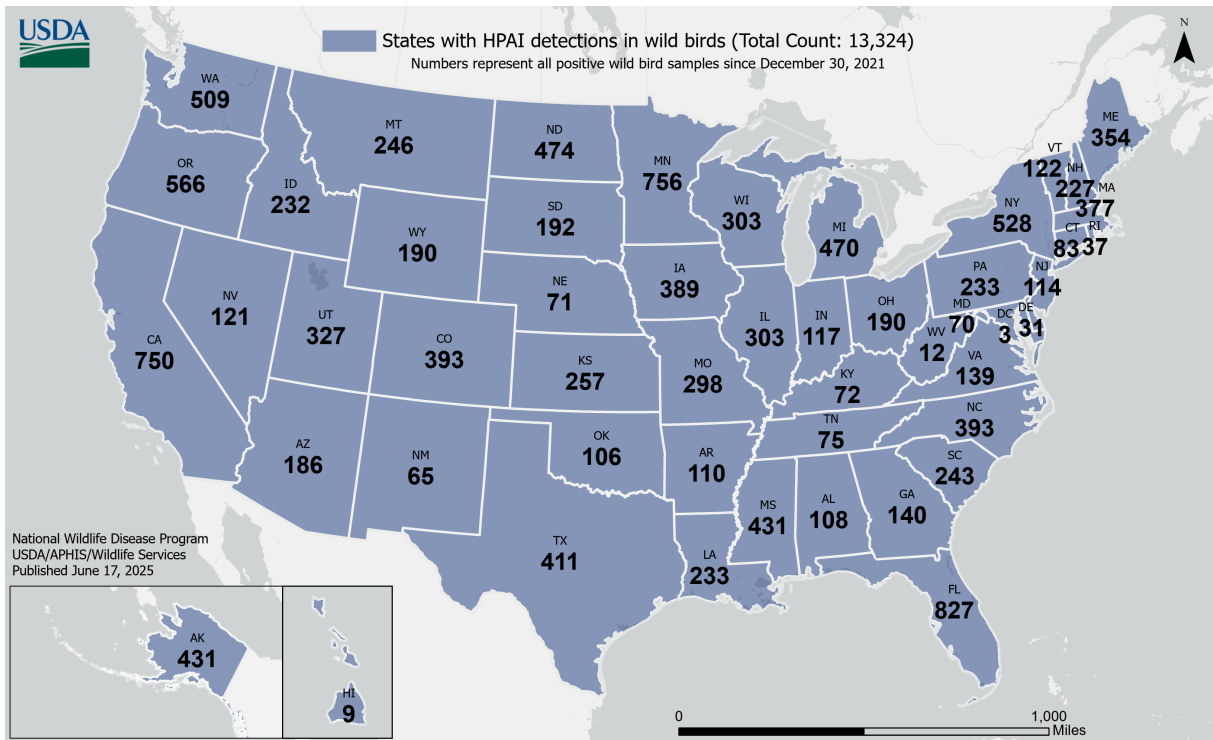 USDA
States with HPAI detections in wild birds (Total Count: 13,324)
Numbers represent all positive wild bird samples since December 30, 2021
N
WA
509
MT
246
ND
474
MN
756
ME
354
VT
122
NH
227
MA
377
OR
566
ID
232
SD
192
WI
303
MI
470
NY
528
CT
83
RI
37
WY
190
IA
389
PA
233
NJ
114
NE
71
NV
121
UT
327
CO
393
IL
303
IN
117
OH
190
MD
70
DC
3
DE
31
WV
12
CA
750
KS
257
MO
298
KY
72
VA
139
NC
393
TN
75
AZ
186
NM
65
OK
106
AR
110
SC
243
MS
431
AL
108
GA
140
TX
411
LA
233
FL
827
National Wildlife Disease Program
USDA/APHIS/Wildlife Services
Published June 17, 2025
AK
431
HI
9
0
1,000
Miles